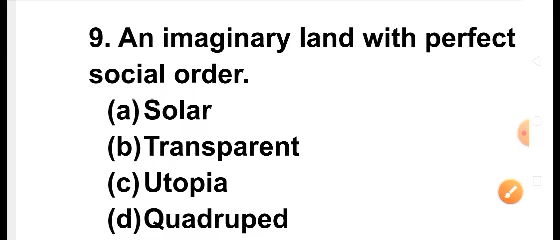 9. An imaginary land with perfect
social order.
(a) Solar
(b) Transparent
(c) Utopia
(d) Quadruped